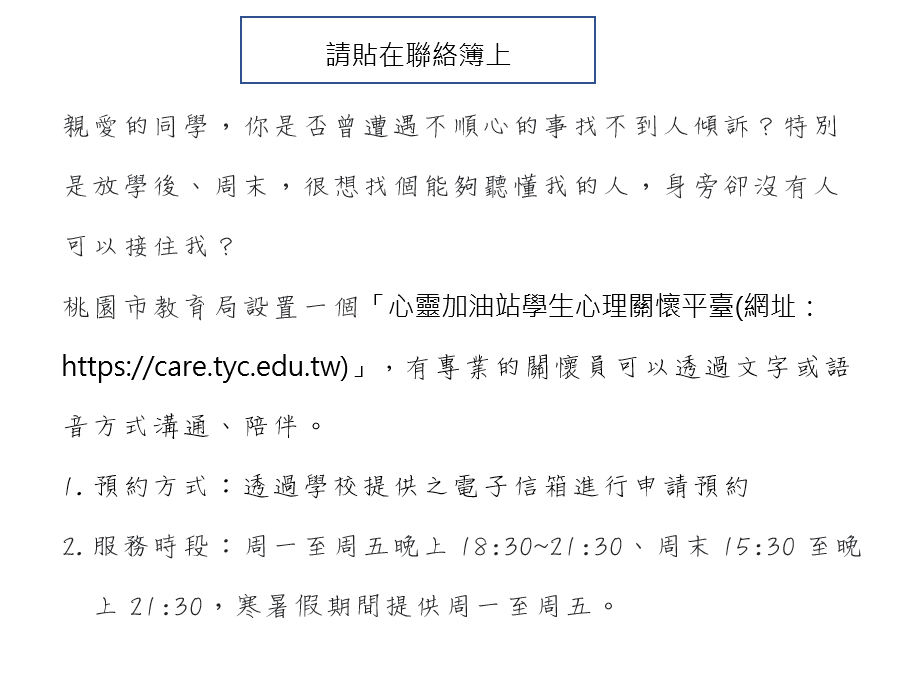 請貼在聯絡簿上
親愛的同學，你是否曾遭遇不順心的事找不到人傾訴？特別
是放學後、周末，很想找個能夠聽懂我的人，身旁卻沒有人
可以接住我？
桃園市教育局設置一個「心靈加油站學生心理關懷平臺(網址：
https://care.tyc.edu.tw)」，有專業的關懷員可以透過文字或語
音方式溝通、陪伴。
1. 預約方式：透過學校提供之電子信箱進行申請預約
2. 服務時段：周一至周五晚上 18:30~21:30、周末 15:30 至晚
上 21:30，寒暑假期間提供周一至周五。